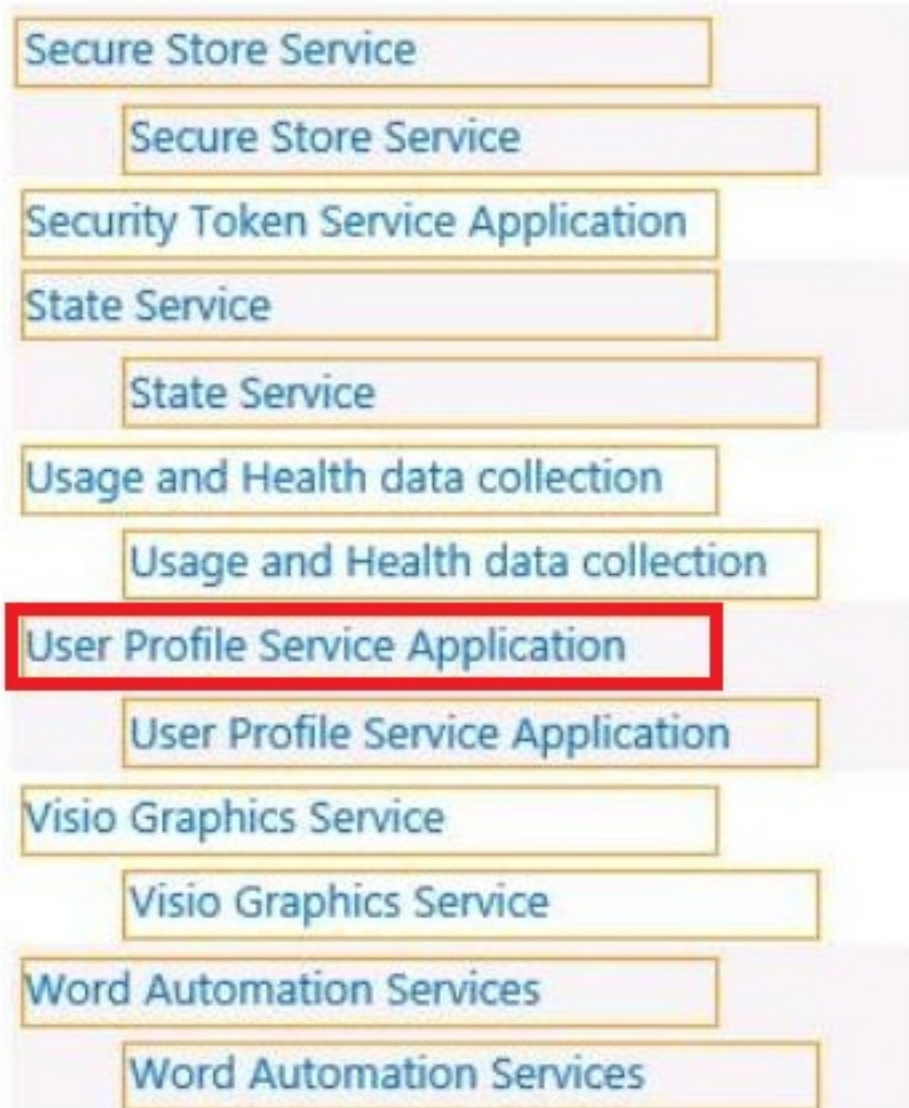 Secure Store Service
Secure Store Service
Security Token Service Application
State Service
State Service
Usage and Health data collection
Usage and Health data collection
User Profile Service Application
User Profile Service Application
Visio Graphics Service
Visio Graphics Service
Word Automation Services
Word Automation Services